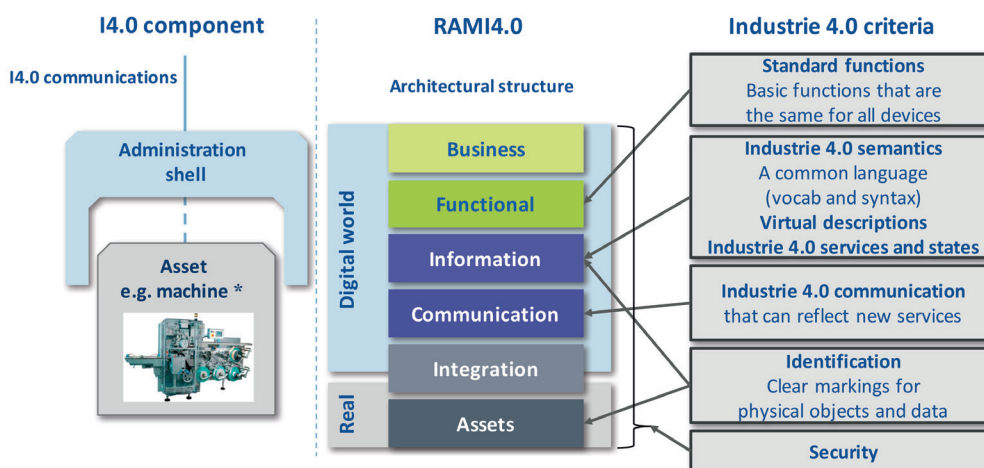 I4.0 component
I4.0 communications
Administration
shell
Asset
e.g. machine *
RAMI4.0
Architectural structure
Digital world
Real
Business
Functional
Information
Communication
Integration
Assets
Industrie 4.0 criteria
Standard functions
Basic functions that are
the same for all devices
Industrie 4.0 semantics
A common language
(vocab and syntax)
Virtual descriptions
Industrie 4.0 services and states
Industrie 4.0 communication
that can reflect new services
Identification
Clear markings for
physical objects and data
Security